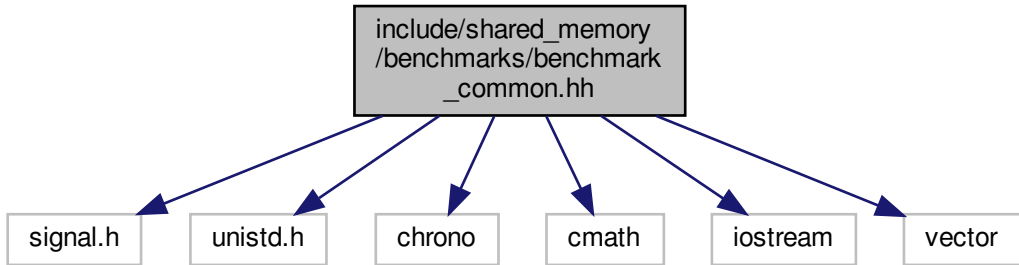 include/shared_memory
/benchmarks/benchmark
_common.hh
signal.h
unistd.h
chrono
cmath
iostream
vector